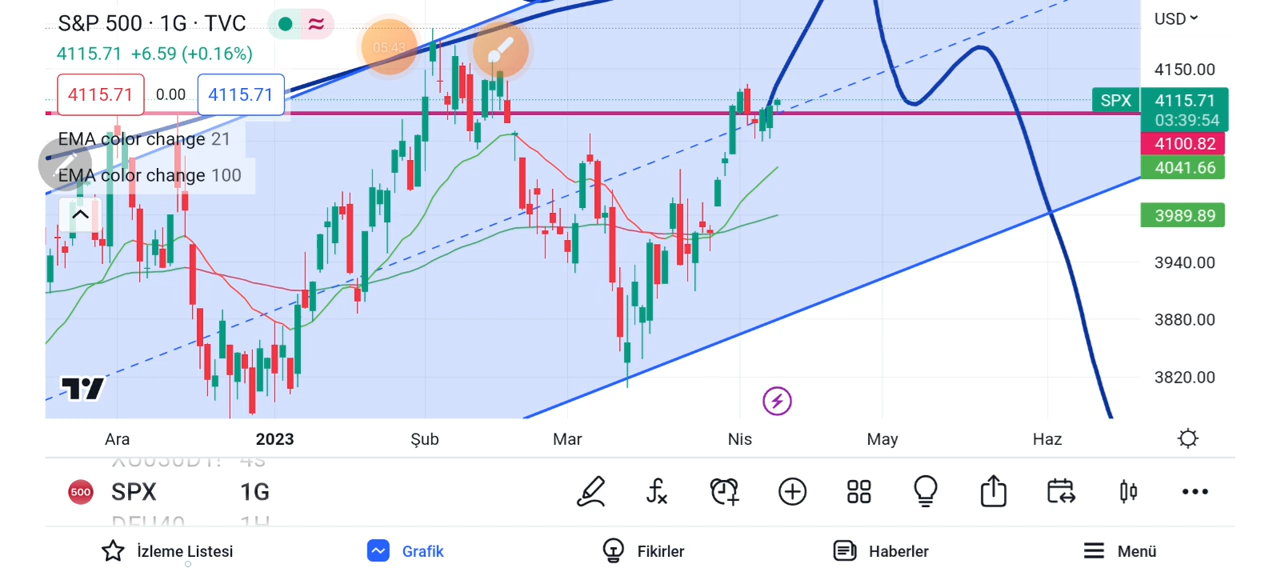 S&P 500 · 1G · TVC
USD
4115.71 +6.59 (+0.16%)
05:43
4115.71 0.00 4115.71
4150.00
SPX 4115.71
03:39:54
4100.82
4041.66
3989.89
3940.00
3880.00
3820.00
EMA color change 21
EMA color change 100
Ara 2023 Şub Mar Nis May Haz
500 SPX 1G
İzleme Listesi Grafik Fikirler Haberler Menü